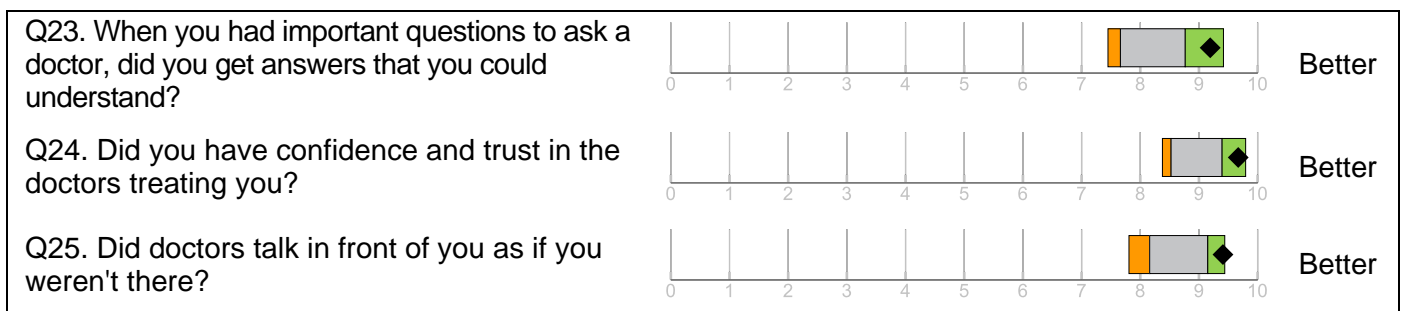 Q23. When you had important questions to ask a
doctor, did you get answers that you could
understand?
0 1 2 3 4 5 6 7 8 9 10
Better
Q24. Did you have confidence and trust in the
doctors treating you?
0 1 2 3 4 5 6 7 8 9 10
Better
Q25. Did doctors talk in front of you as if you
weren't there?
0 1 2 3 4 5 6 7 8 9 10
Better